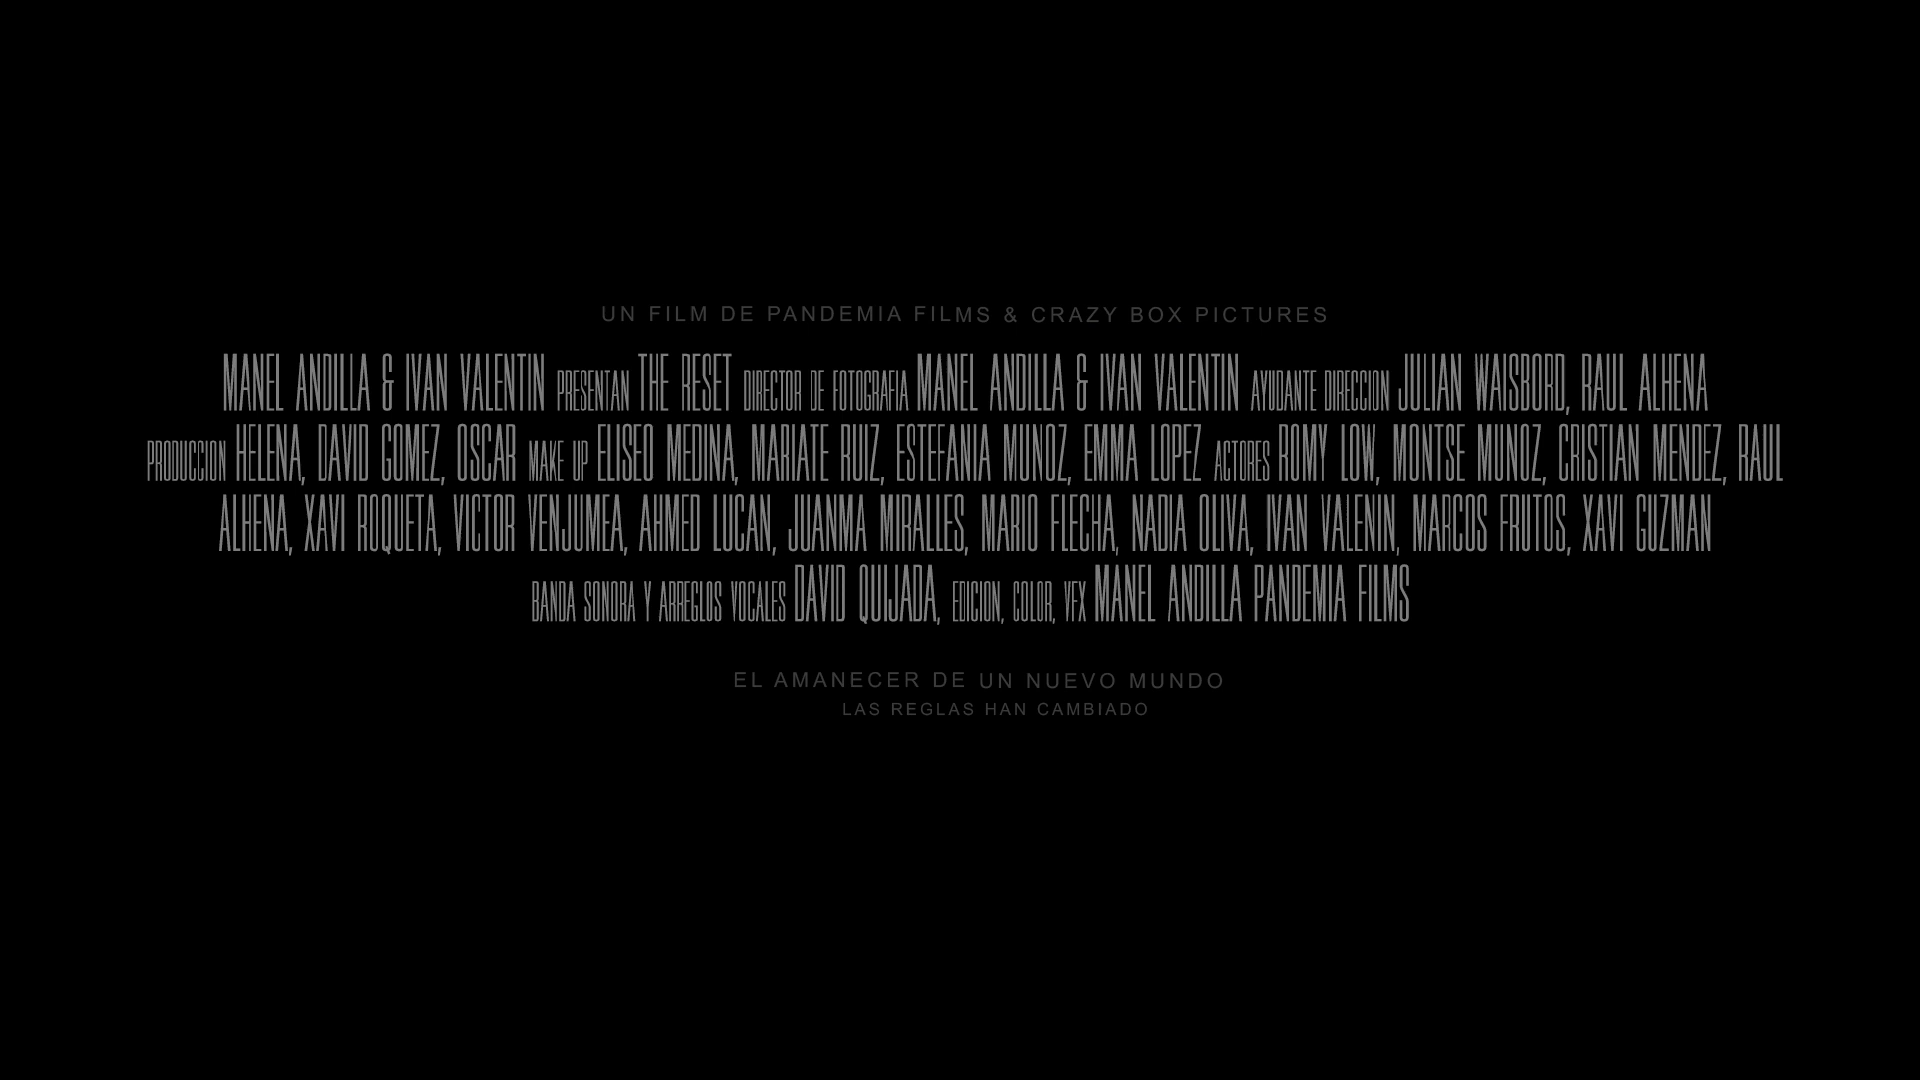 UN FILM DE PANDEMIA FILMS & CRAZY BOX PICTURES
MANEL ANDILLA & IVAN VALENTIN PRESENTAN THE RESET DIRECTOR DE FOTOGRAFIA MANEL ANDILLA & IVAN VALENTIN AYUDANTE DIRECCION JULIAN WAISBORD, RAUL ALHENA
PRODUCCION HELENA, DAVID GOMEZ, OSCAR MAKE UP ELISEO MEDINA, MARIATE RUIZ, ESTEFANIA MUNOZ, EMMA LOPEZ ACTORES ROMY LOW, MONTSE MUNOZ, CRISTIAN MENDEZ, RAUL
ALHENA, XAVI ROQUETA, VICTOR VENJUMEA, AHMED LUCAN, JUANMA MIRALLES, MARIO FLECHA, NADIA OLIVA, IVAN VALENIN, MARCOS FRUTOS, XAVI GUZMAN
BANDA SONORA Y ARREGLOS VOCALES DAVID QUIJADA, EDICION, COLOR, VFX MANEL ANDILLA PANDEMIA FILMS
EL AMANECER DE UN NUEVO MUNDO
LAS REGLAS HAN CAMBIADO